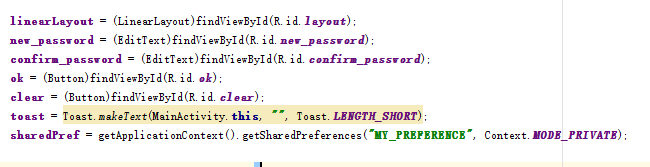 linearLayout = (LinearLayout)findViewById(R.id.layout);
new_password = (EditText)findViewById(R.id.new_password);
confirm_password = (EditText)findViewById(R.id.confirm_password);
ok = (Button)findViewById(R.id.ok);
clear = (Button)findViewById(R.id.clear);
toast = Toast.makeText(MainActivity.this, "", Toast.LENGTH_SHORT);
sharedPref = getApplicationContext().getSharedPreferences("MY_PREFERENCE", Context.MODE_PRIVATE);